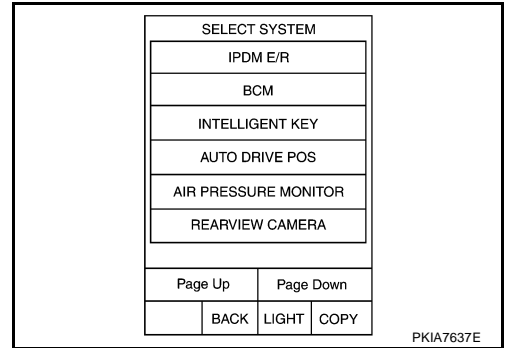 SELECT SYSTEM
IPDM E/R
BCM
INTELLIGENT KEY
AUTO DRIVE POS
AIR PRESSURE MONITOR
REARVIEW CAMERA
Page Up Page Down
BACK LIGHT COPY
PKIA7637E